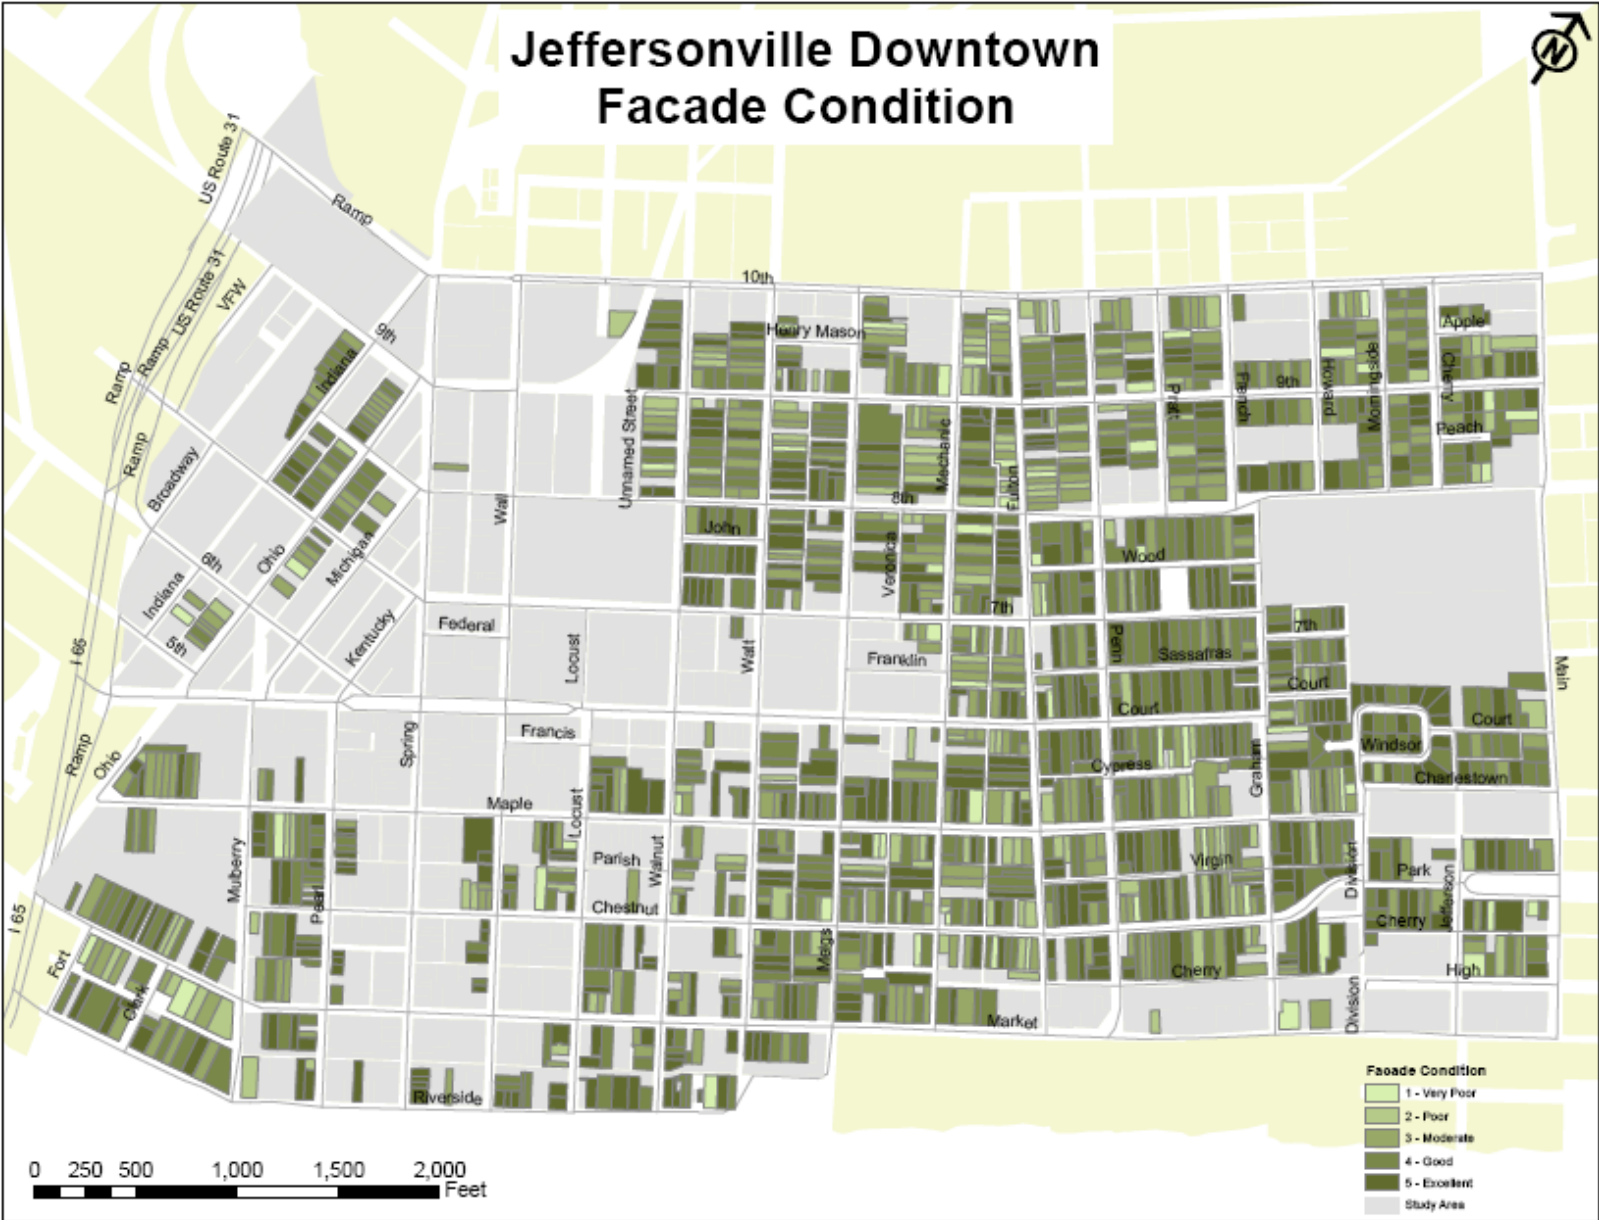 Jeffersonville Downtown
Facade Condition
N
US Route 31
Ramp
US Route 31
VFW
10th
9th
Henry Mason
Apple
Ramp
Ramp
Indiana
Unnamed Street
Pratt
French
9th
Howard
Morningside
Cherry
Peach
Ramp
Broadway
Wall
Mechanic
8th
Fulton
John
Veronica
Wood
6th
Ohio
Michigan
Indiana
5th
Kentucky
Federal
Locust
Watt
Franklin
7th
Penn
Sassafras
7th
Court
Court
Main
I 65
Ramp
Ohio
Spring
Francis
Cypress
Graham
Windsor
Court
Charlestown
Maple
Locust
Mulberry
Pearl
Parish
Walnut
Chestnut
Virgin
Division
Park
Jefferson
Cherry
I 65
Fort
Clark
Meigs
Cherry
High
Market
Division
Riverside
Facade Condition
1 - Very Poor
2 - Poor
3 - Moderate
4 - Good
5 - Excellent
Study Area
0 250 500 1,000 1,500 2,000
Feet